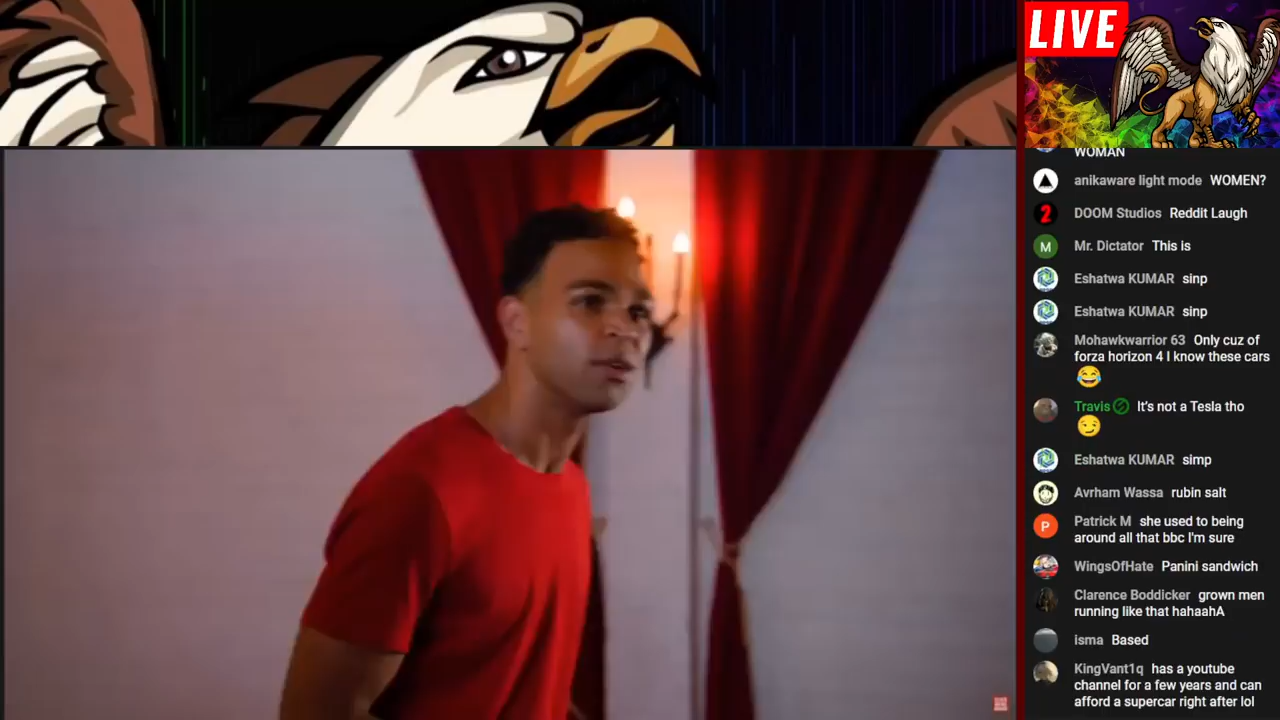 LIVE
WOMAN
anikaware light mode WOMEN?
2 DOOM Studios Reddit Laugh
M Mr. Dictator This is
Eshatwa KUMAR sinp
Eshatwa KUMAR sinp
Mohawkwarrior 63 Only cuz of
forza horizon 4 I know these cars
Travis It's not a Tesla tho
Eshatwa KUMAR simp
Avrham Wassa rubin salt
P Patrick M she used to being
around all that bbc I'm sure
WingsOfHate Panini sandwich
Clarence Boddicker grown men
running like that hahaahA
isma Based
KingVant1q has a youtube
channel for a few years and can
afford a supercar right after lol